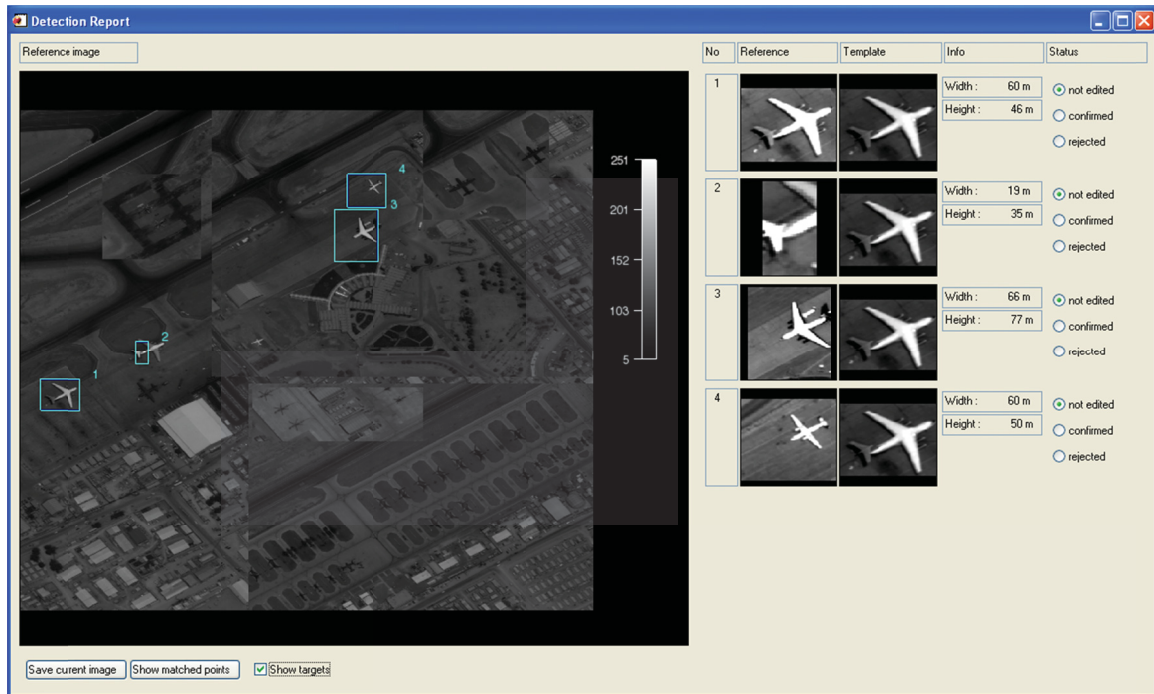 Detection Report
Reference image
No Reference Template Info Status
1
Width : 60 m
Height : 46 m
not edited
confirmed
rejected
2
Width : 19 m
Height : 35 m
not edited
confirmed
rejected
3
Width : 66 m
Height : 77 m
not edited
confirmed
rejected
4
Width : 60 m
Height : 50 m
not edited
confirmed
rejected
4
3
2
1
251
201
152
103
5
Save curent image Show matched points Show targets